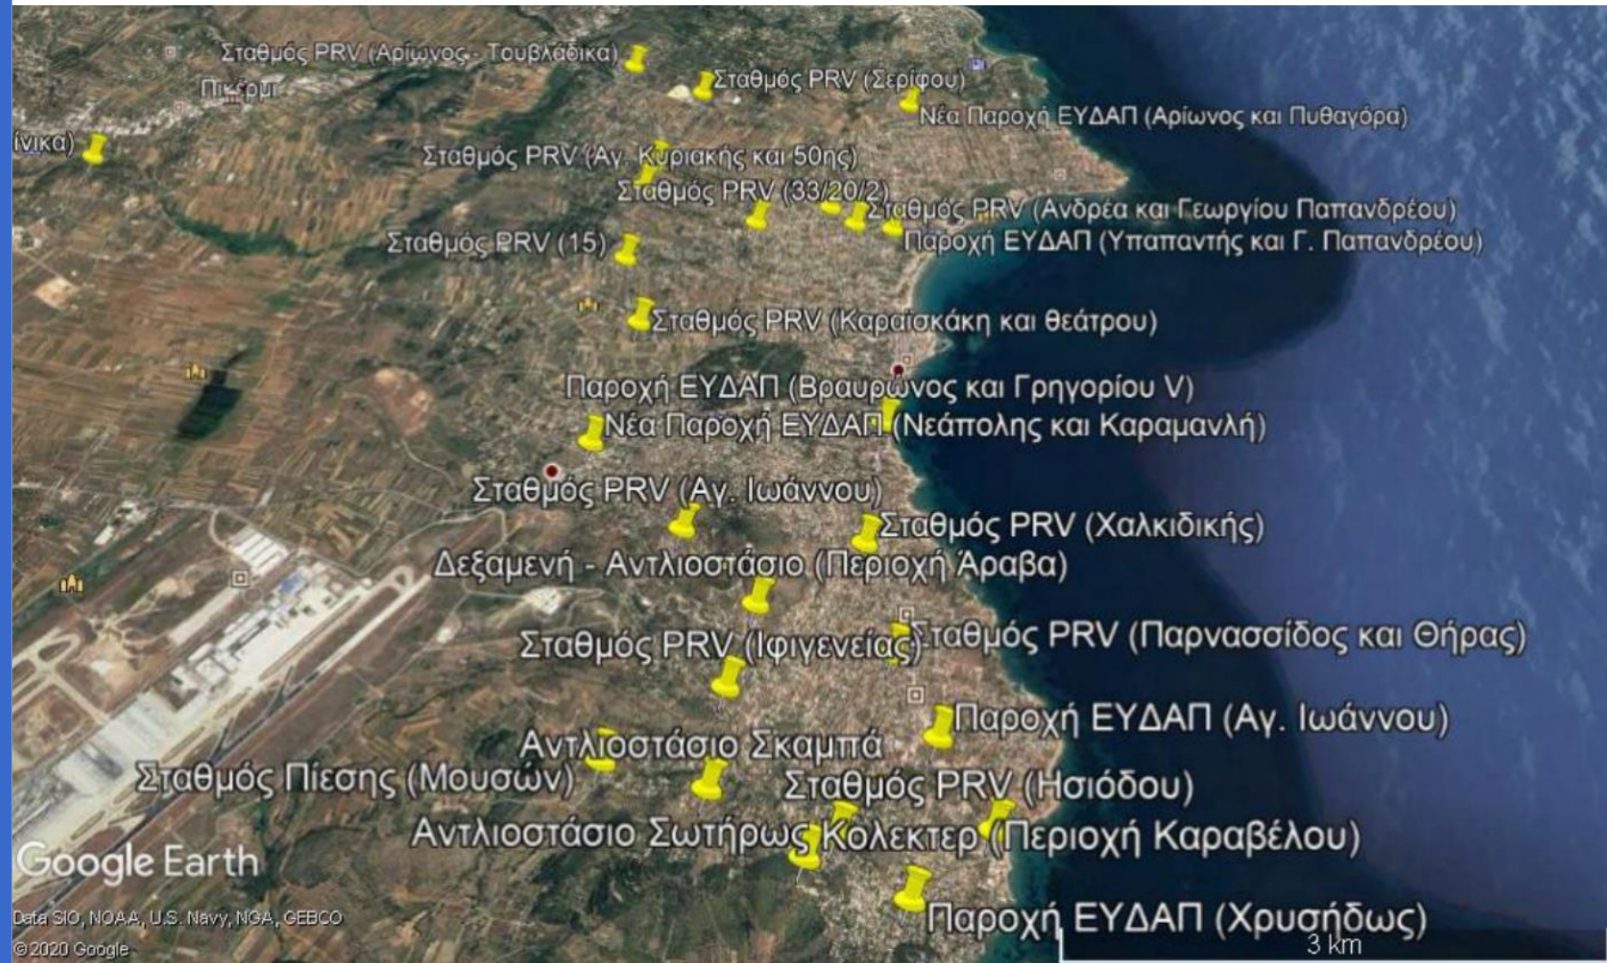 Σταθμός PRV (Αρίωνος - Τουβλάδικα)
Σταθμός PRV (Σερίφου)
Πικέρμι
Νέα Παροχή ΕΥΔΑΠ (Αρίωνος και Πυθαγόρα)
ίνικα)
Σταθμός PRV (Αγ. Κυριακής και 50ης)
Σταθμός PRV (33/20/2)
Σταθμός PRV (Ανδρέα και Γεωργίου Παπανδρέου)
Σταθμός PRV (15)
Παροχή ΕΥΔΑΠ (Υπαπαντής και Γ. Παπανδρέου)
Σταθμός PRV (Καραϊσκάκη και θεάτρου)
Παροχή ΕΥΔΑΠ (Βραυρώνος και Γρηγορίου V)
Νέα Παροχή ΕΥΔΑΠ (Νεάπολης και Καραμανλή)
Σταθμός PRV (Αγ. Ιωάννου)
Σταθμός PRV (Χαλκιδικής)
Δεξαμενή - Αντλιοστάσιο (Περιοχή Άραβα)
Σταθμός PRV (Ιφιγενείας)
Σταθμός PRV (Παρνασσίδος και Θήρας)
Παροχή ΕΥΔΑΠ (Αγ. Ιωάννου)
Αντλιοστάσιο Σκαμπά
Σταθμός Πίεσης (Μουσών)
Σταθμός PRV (Ησιόδου)
Αντλιοστάσιο Σωτήρως
Κολεκτερ (Περιοχή Καραβέλου)
Google Earth
Παροχή ΕΥΔΑΠ (Χρυσηδως)
Data SIO, NOAA, U.S. Navy, NGA, GEBCO
©2020 Google
3 km